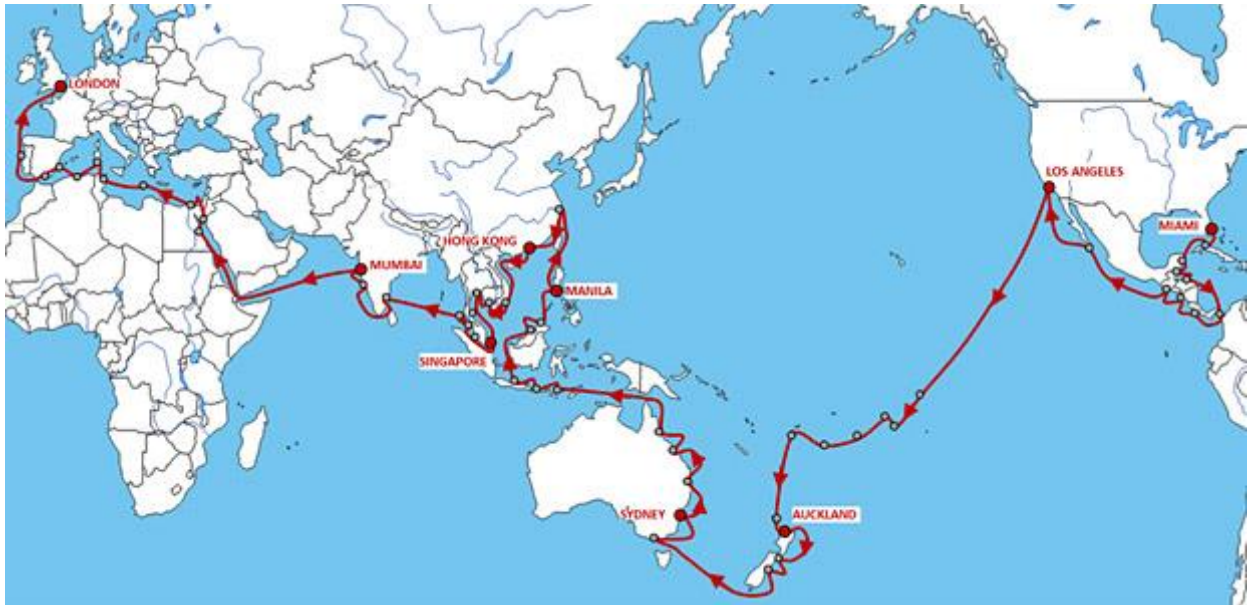 LONDON
LOS ANGELES
MIAMI
HONG KONG
MUMBAI
MANILA
SINGAPORE
SYDNEY
AUCKLAND